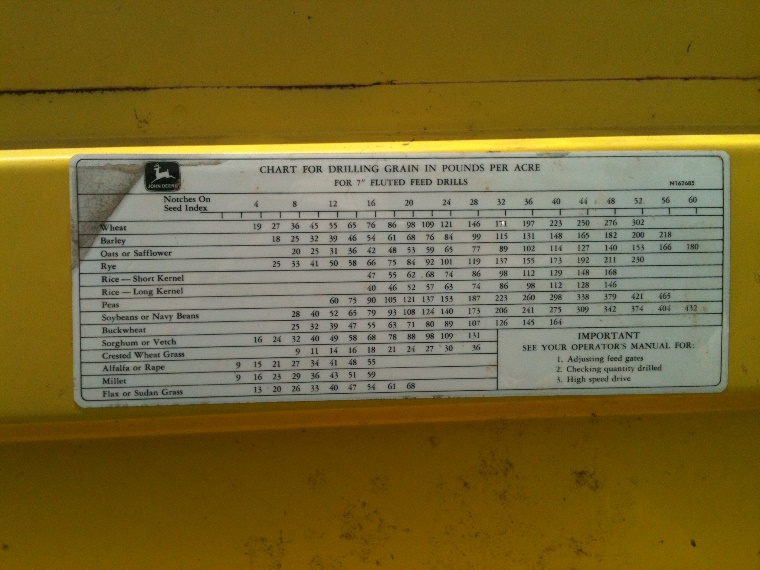 JOHN DEERE
CHART FOR DRILLING GRAIN IN POUNDS PER ACRE
FOR 7" FLUTED FEED DRILLS
N162685
Notches On Seed Index 4 8 12 16 20 24 28 32 36 40 44 48 52 56 60
Wheat 19 27 36 45 55 65 76 86 98 109 121 146 171 197 223 250 276 302
Barley 18 25 32 39 46 54 61 68 76 84 99 115 131 148 165 182 200 218
Oats or Safflower 20 25 31 36 42 48 53 59 65 77 89 102 114 127 140 153 166 180
Rye 25 33 41 50 58 66 75 84 92 101 119 137 155 173 192 211 230
Rice — Short Kernel 47 55 62 68 74 86 98 112 129 148 168
Rice — Long Kernel 40 46 52 57 63 74 86 98 112 128 146
Peas 60 75 90 105 121 137 153 187 223 260 298 338 379 421 465
Soybeans or Navy Beans 28 40 52 65 79 93 108 124 140 173 206 241 275 309 342 374 404 432
Buckwheat 25 32 39 47 55 63 71 80 89 107 126 145 164
Sorghum or Vetch 16 24 32 40 49 58 68 78 88 98 109 131
Crested Wheat Grass 9 11 14 16 18 21 24 27 30 36
Alfalfa or Rape 9 15 21 27 34 41 48 55
Millet 9 16 23 29 36 43 51 59
Flax or Sudan Grass 13 20 26 33 40 47 54 61 68
IMPORTANT
SEE YOUR OPERATOR'S MANUAL FOR:
1. Adjusting feed gates
2. Checking quantity drilled
3. High speed drive